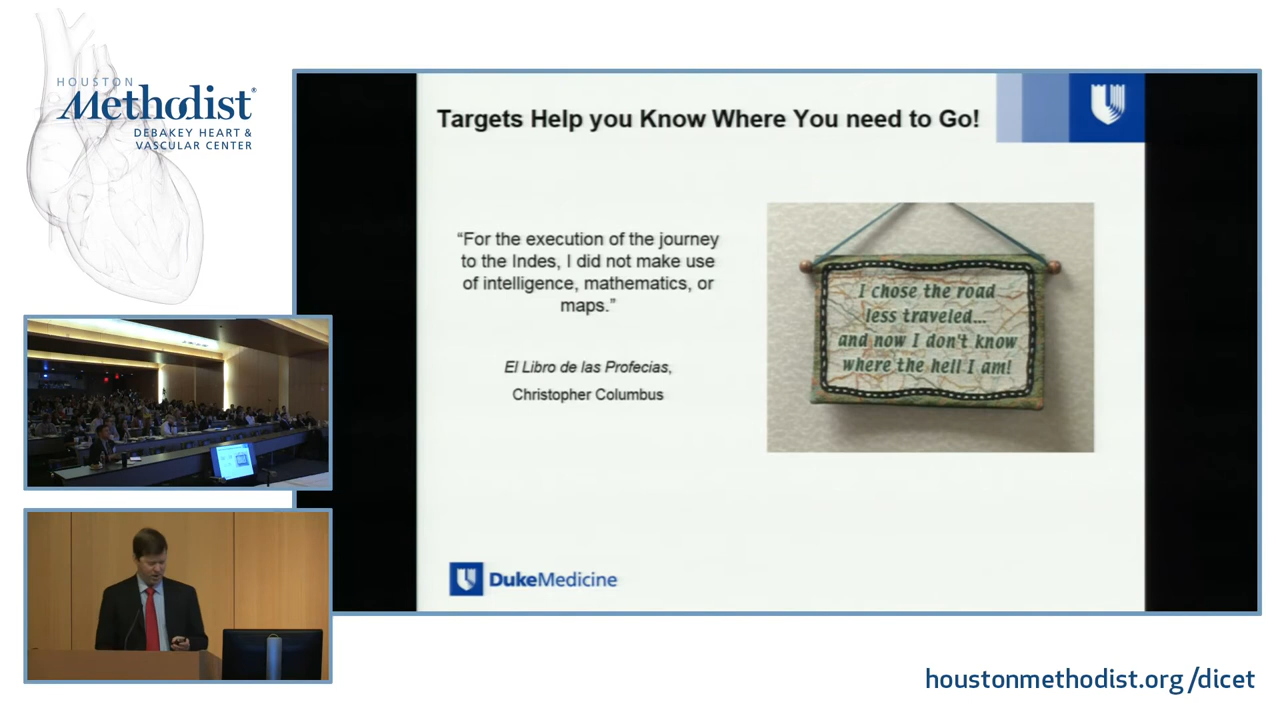 HOUSTON
Methodist®
DEBAKEY HEART &
VASCULAR CENTER
Targets Help you Know Where You need to Go!
“For the execution of the journey
to the Indes, I did not make use
of intelligence, mathematics, or
maps.”
El Libro de las Profecias,
Christopher Columbus
I chose the road
less traveled...
and now I don't know
where the hell I am!
DukeMedicine
houstonmethodist.org/dicet